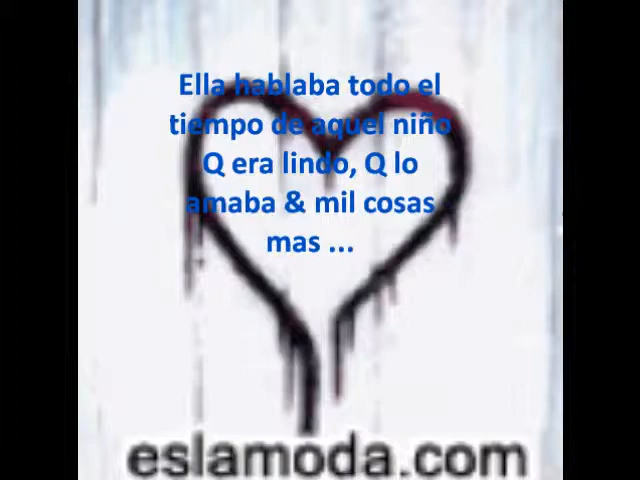 Ella hablaba todo el
tiempo de aquel niño
Q era lindo, Q lo
amaba & mil cosas
mas ...
eslamoda.com